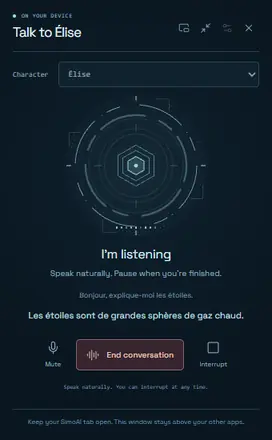 ON YOUR DEVICE
Talk to Élise
Character
Élise
I'm listening
Speak naturally. Pause when you're finished.
Bonjour, explique-moi les étoiles.
Les étoiles sont de grandes sphères de gaz chaud.
Mute
End conversation
Interrupt
Speak naturally. You can interrupt at any time.
Keep your SimoAI tab open. This window stays above your other apps.